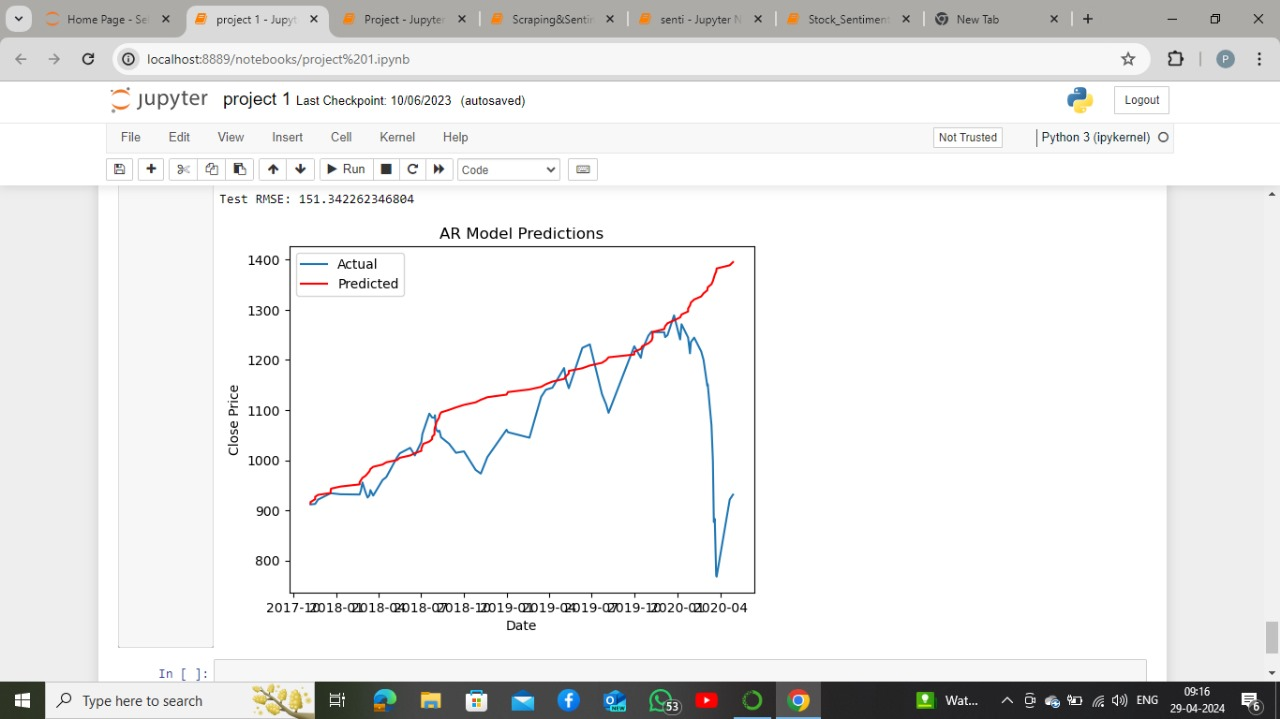 Home Page - Sel
project 1 - Jupyt
Project - Jupyter
Scraping&Sentin
senti - Jupyter N
Stock_Sentiment
New Tab
localhost:8889/notebooks/project%201.ipynb
P
jupyter project 1 Last Checkpoint: 10/06/2023 (autosaved)
Logout
File Edit View Insert Cell Kernel Help
Not Trusted
Python 3 (ipykernel)
Run
Code
Test RMSE: 151.342262346804
AR Model Predictions
Actual
Predicted
1400
1300
1200
1100
1000
900
800
Close Price
2017-10 2018-01 2018-04 2018-07 2018-10 2019-01 2019-04 2019-07 2019-10 2020-01 2020-04
Date
In [ ]:
Type here to search
NEW
53
Wat...
ENG
09:16
29-04-2024
6